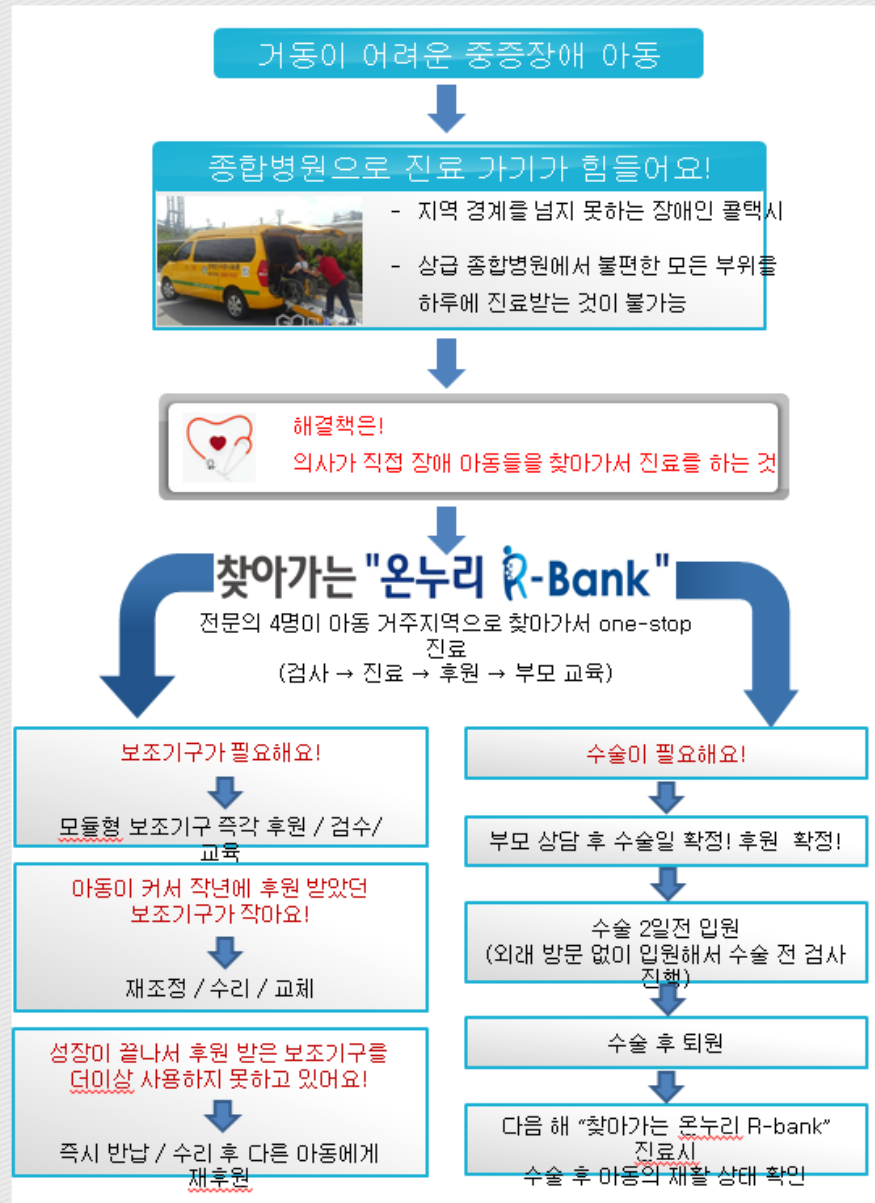 거동이 어려운 중증장애 아동
종합병원으로 진료 가기가 힘들어요!
- 지역 경계를 넘지 못하는 장애인 콜택시
- 상급 종합병원에서 불편한 모든 부위를
하루에 진료받는 것이 불가능
해결책은!
의사가 직접 장애 아동들을 찾아가서 진료를 하는 것
찾아가는 "온누리 R-Bank"
전문의 4명이 아동 거주지역으로 찾아가서 one-stop
진료
(검사 → 진료 → 후원 → 부모 교육)
보조기구가 필요해요!
모듈형 보조기구 즉각 후원 / 검수/
교육
아동이 커서 작년에 후원 받았던
보조기구가 작아요!
재조정 / 수리 / 교체
성장이 끝나서 후원 받은 보조기구를
더이상 사용하지 못하고 있어요!
즉시 반납 / 수리 후 다른 아동에게
재후원
수술이 필요해요!
부모 상담 후 수술일 확정! 후원 확정!
수술 2일전 입원
(외래 방문 없이 입원해서 수술 전 검사
진행)
수술 후 퇴원
다음 해 “찾아가는 온누리 R-bank”
진료시
수술 후 아동의 재활 상태 확인